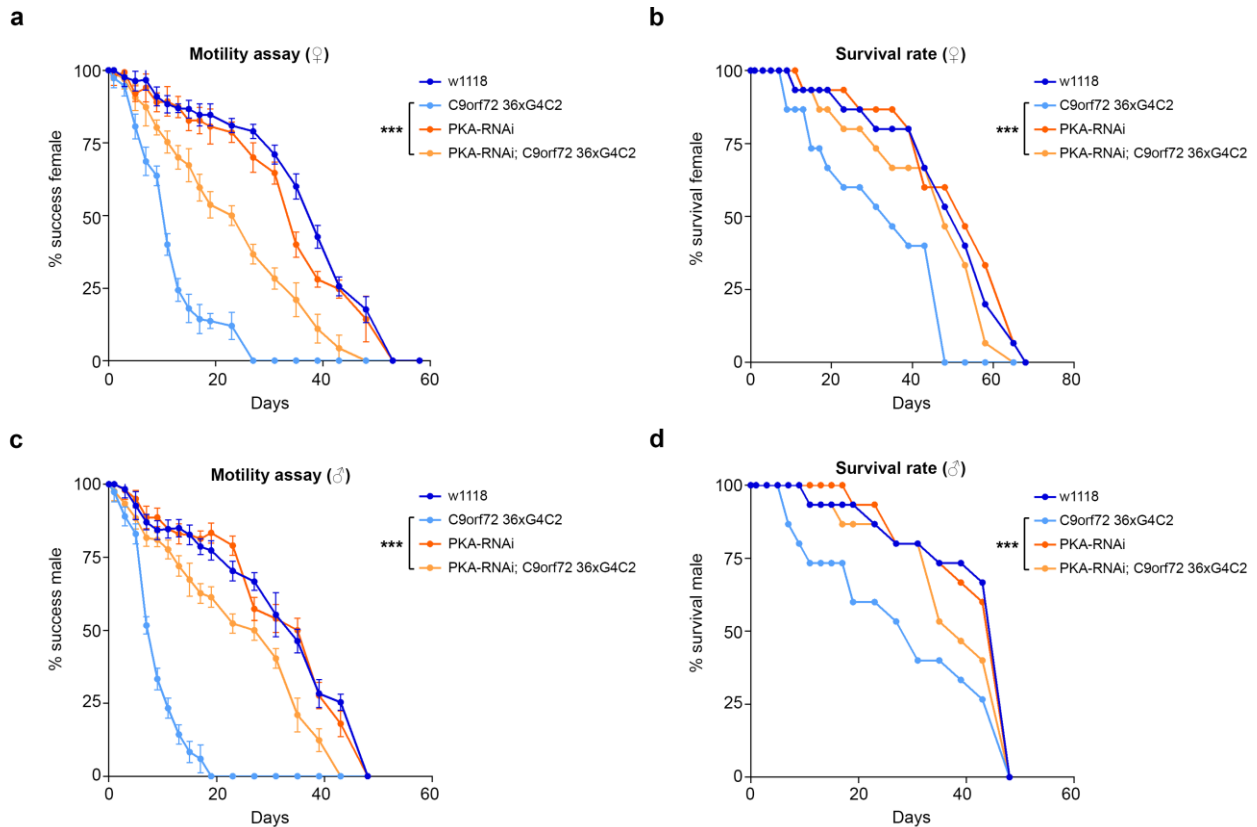 a
Motility assay (♀)
% success female
100
75
50
25
0
0 20 40 60
Days
w1118
C9orf72 36xG4C2
PKA-RNAi
PKA-RNAi; C9orf72 36xG4C2
***
b
Survival rate (♀)
% survival female
100
75
50
25
0
0 20 40 60 80
Days
w1118
C9orf72 36xG4C2
PKA-RNAi
PKA-RNAi; C9orf72 36xG4C2
***
c
Motility assay (♂)
% success male
100
75
50
25
0
0 20 40 60
Days
w1118
C9orf72 36xG4C2
PKA-RNAi
PKA-RNAi; C9orf72 36xG4C2
***
d
Survival rate (♂)
% survival male
100
75
50
25
0
0 20 40 60
Days
w1118
C9orf72 36xG4C2
PKA-RNAi
PKA-RNAi; C9orf72 36xG4C2
***